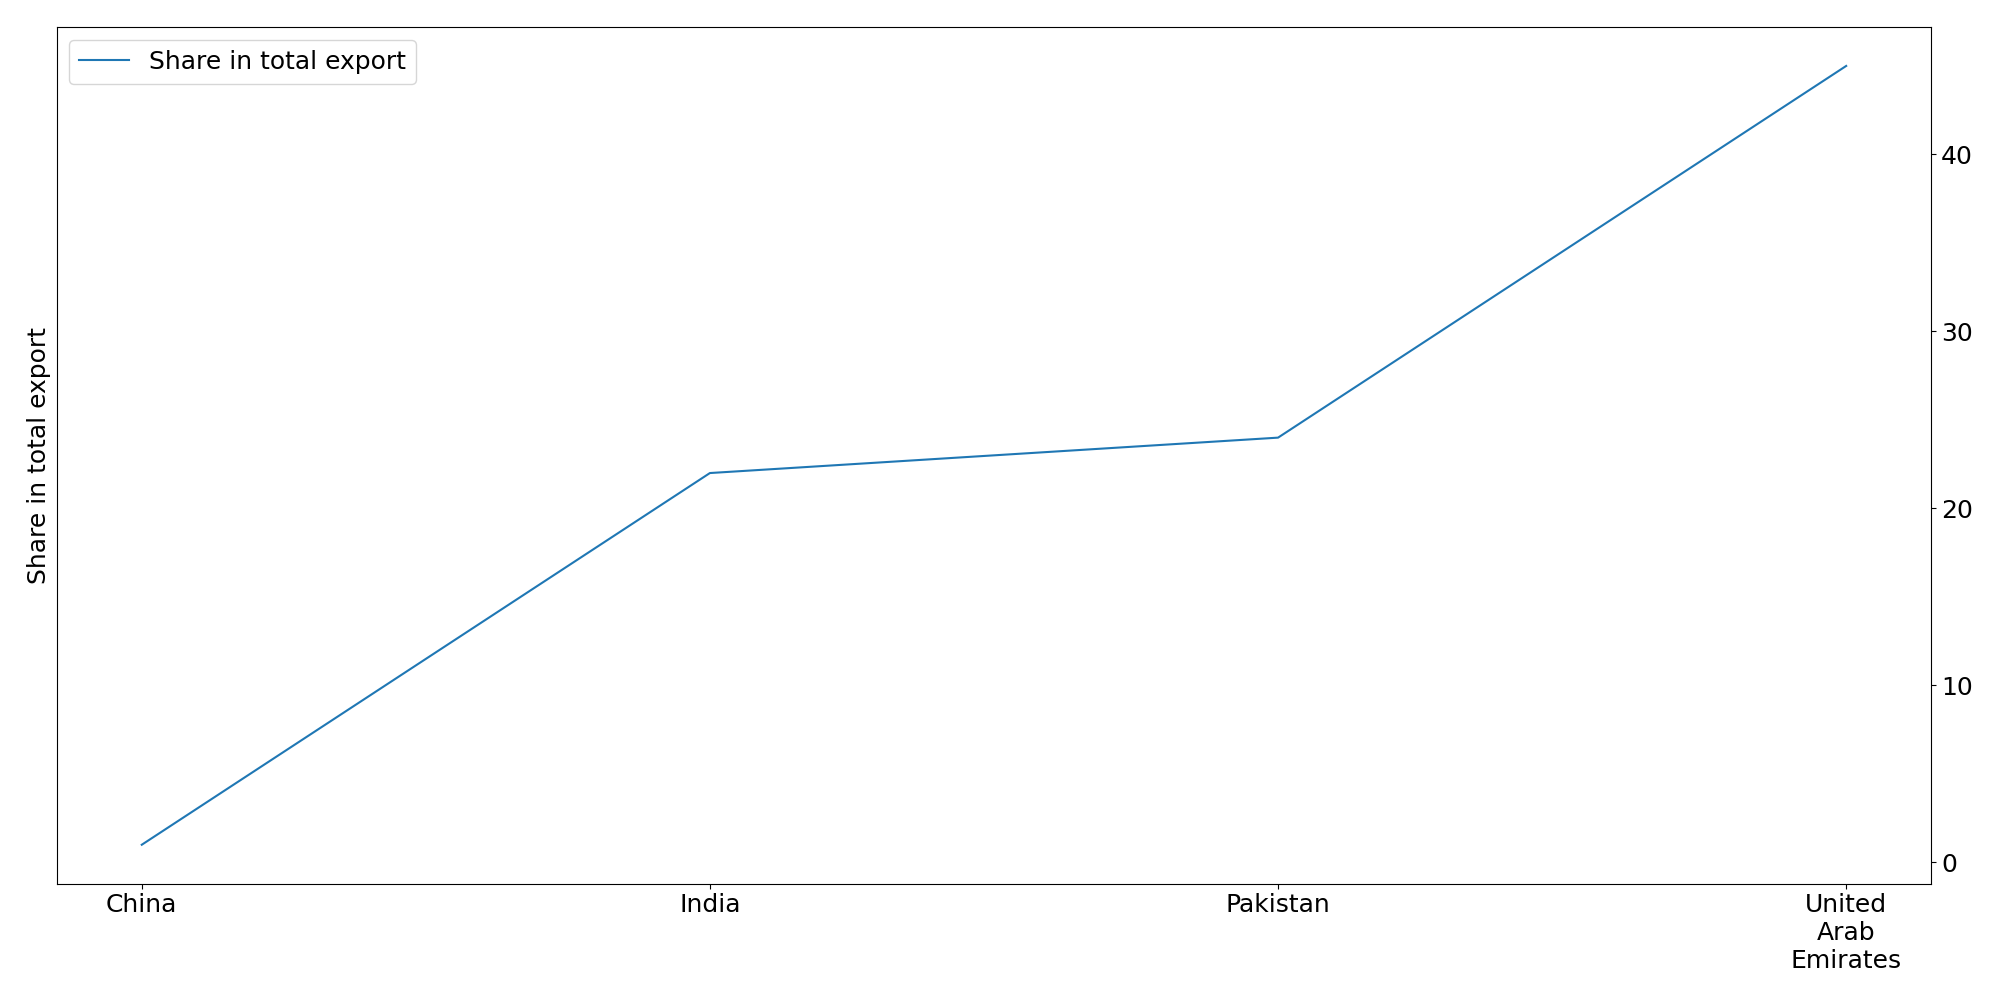 Share in total export
Share in total export
40
30
20
10
0
China
India
Pakistan
United
Arab
Emirates